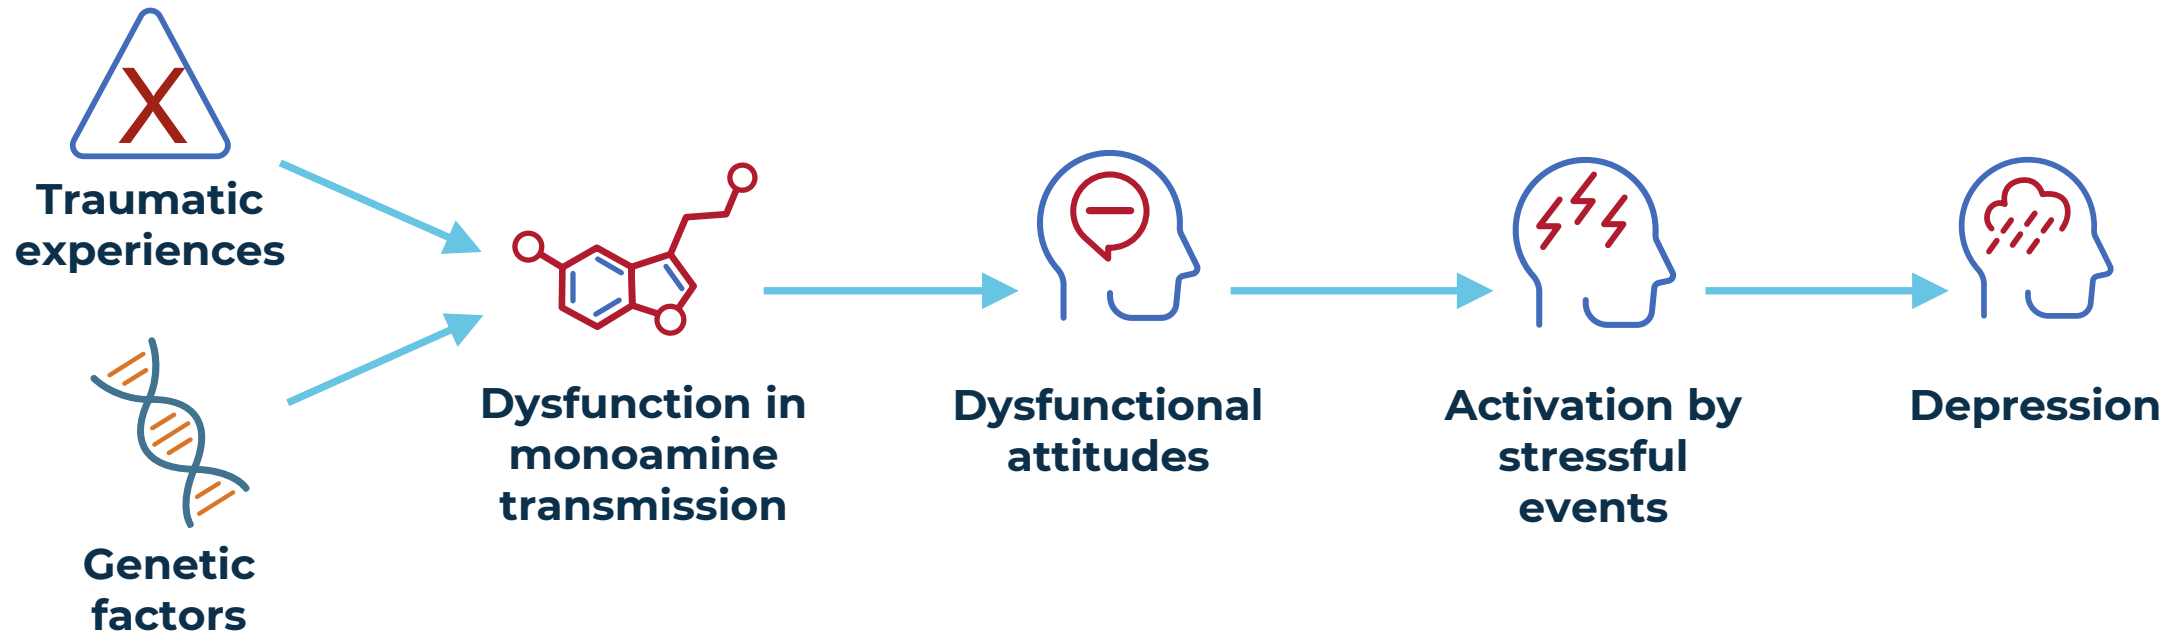 X
Traumatic
experiences
Genetic
factors
Dysfunction in
monoamine
transmission
Dysfunctional
attitudes
Activation by
stressful
events
Depression